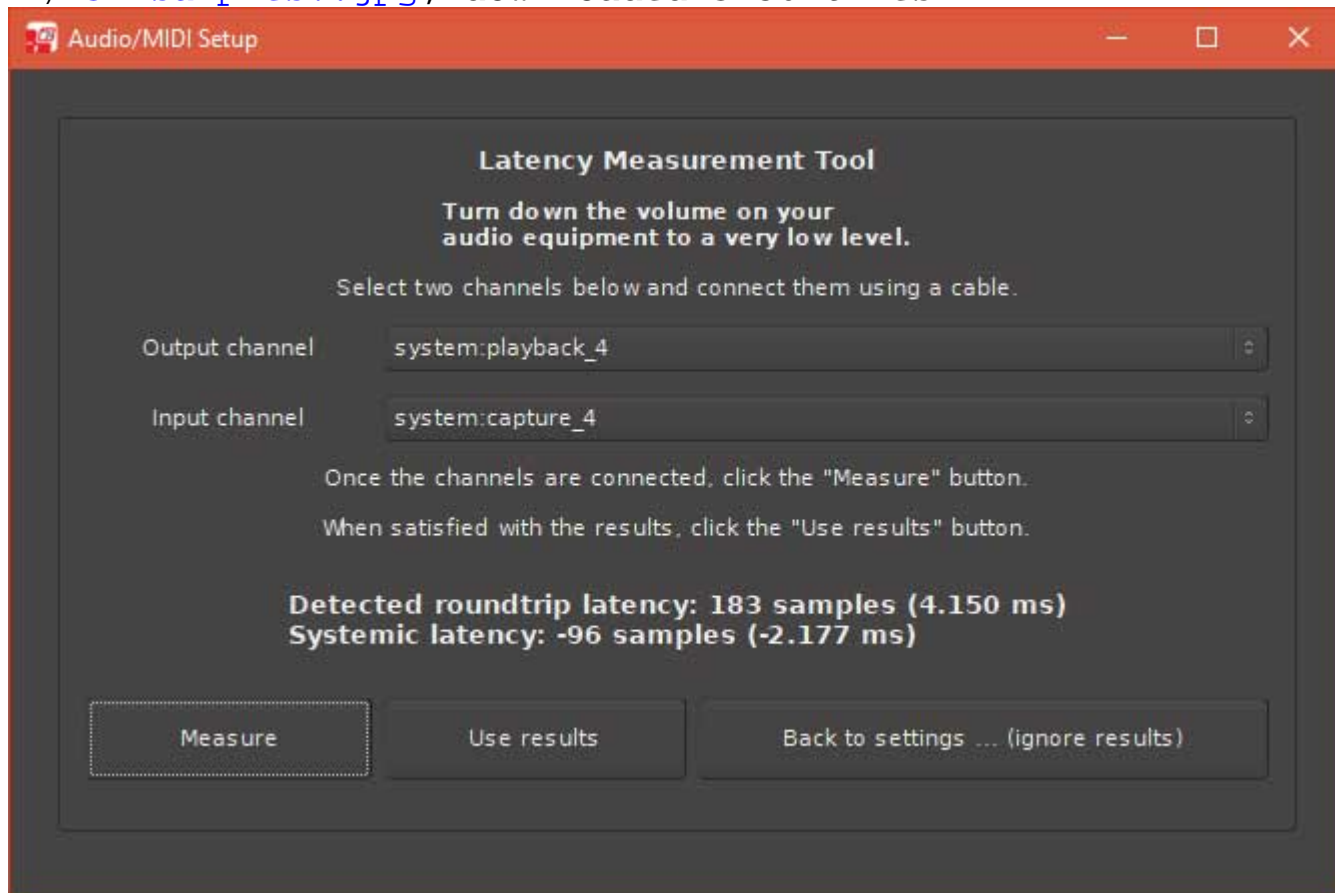 Audio/MIDI Setup
Latency Measurement Tool
Turn down the volume on your
audio equipment to a very low level.
Select two channels below and connect them using a cable.
Output channel system:playback_4
Input channel system:capture_4
Once the channels are connected, click the "Measure" button.
When satisfied with the results, click the "Use results" button.
Detected roundtrip latency: 183 samples (4.150 ms)
Systemic latency: -96 samples (-2.177 ms)
Measure Use results Back to settings ... (ignore results)